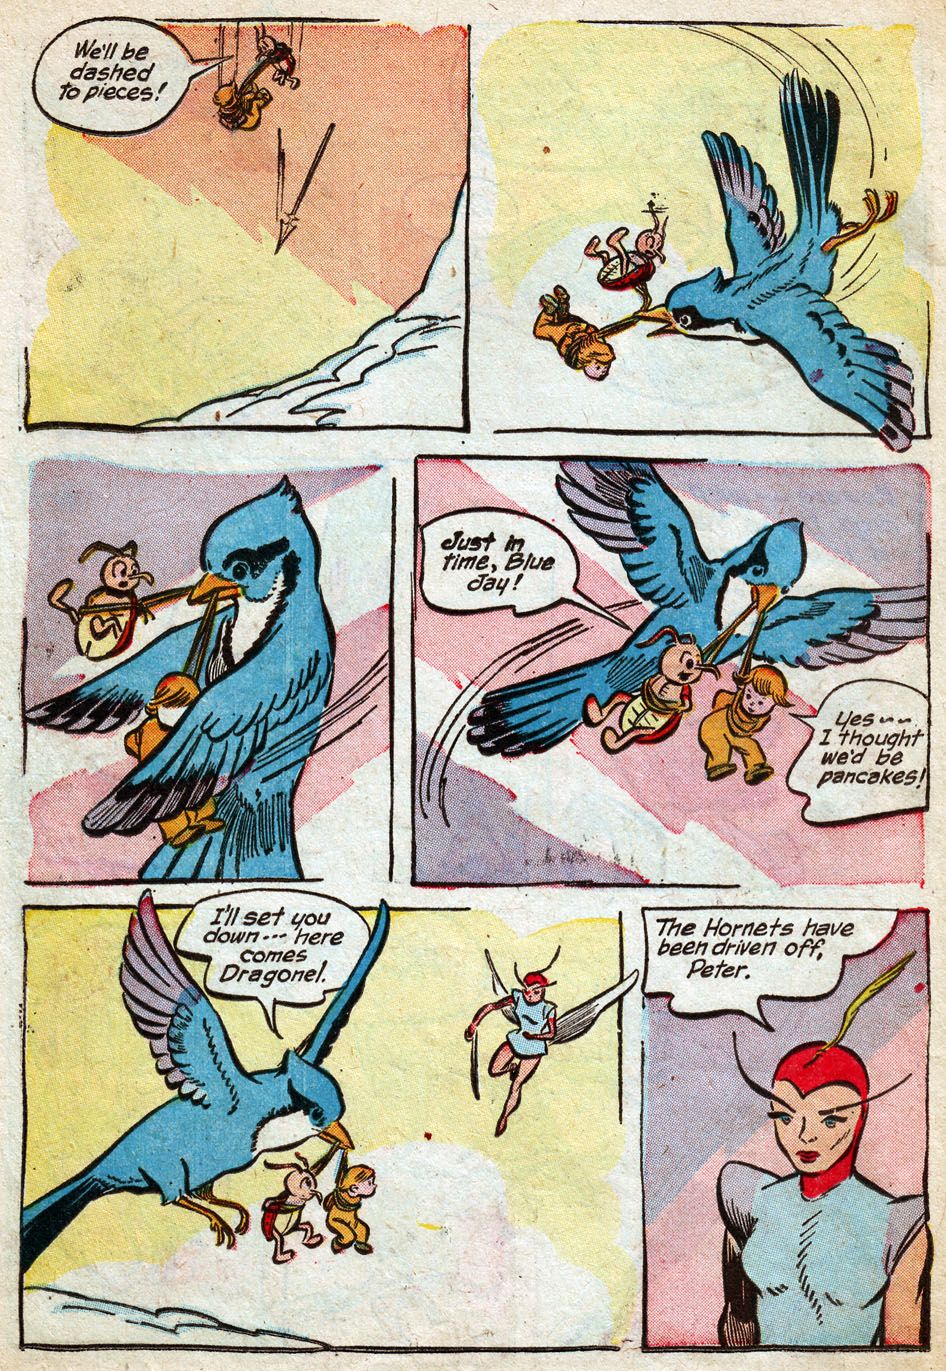 We'll be
dashed
to pieces!
Just in
time, Blue
Jay!
Yes--
I thought
we'd be
pancakes!
I'll set you
down--- here
comes
Dragonel.
The Hornets have
been driven off,
Peter.